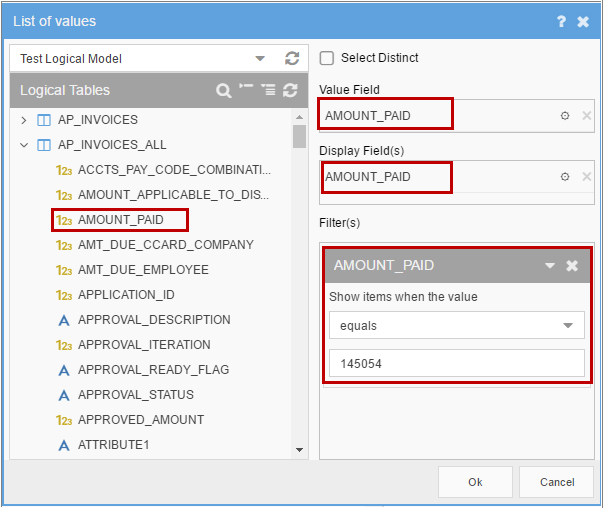 List of values
Test Logical Model
Logical Tables
AP_INVOICES
AP_INVOICES_ALL
123 ACCTS_PAY_CODE_COMBINATI...
123 AMOUNT_APPLICABLE_TO_DIS...
123 AMOUNT_PAID
123 AMT_DUE_CCARD_COMPANY
123 AMT_DUE_EMPLOYEE
123 APPLICATION_ID
A APPROVAL_DESCRIPTION
123 APPROVAL_ITERATION
A APPROVAL_READY_FLAG
A APPROVAL_STATUS
123 APPROVED_AMOUNT
A ATTRIBUTE1
Select Distinct
Value Field
AMOUNT_PAID
Display Field(s)
AMOUNT_PAID
Filter(s)
AMOUNT_PAID
Show items when the value
equals
145054
Ok
Cancel